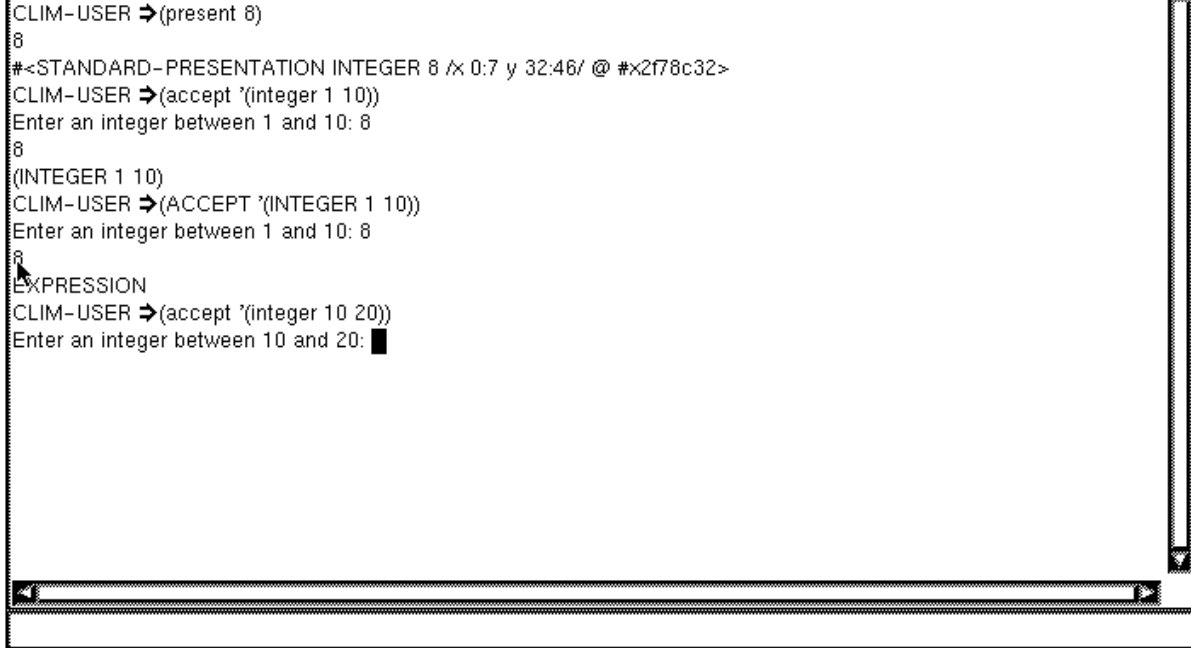 CLIM-USER ➲(present 8)
8
#<STANDARD-PRESENTATION INTEGER 8 /x 0:7 y 32:46/ @ #x2f78c32>
CLIM-USER ➲(accept '(integer 1 10))
Enter an integer between 1 and 10: 8
8
(INTEGER 1 10)
CLIM-USER ➲(ACCEPT '(INTEGER 1 10))
Enter an integer between 1 and 10: 8
8
EXPRESSION
CLIM-USER ➲(accept '(integer 10 20))
Enter an integer between 10 and 20: